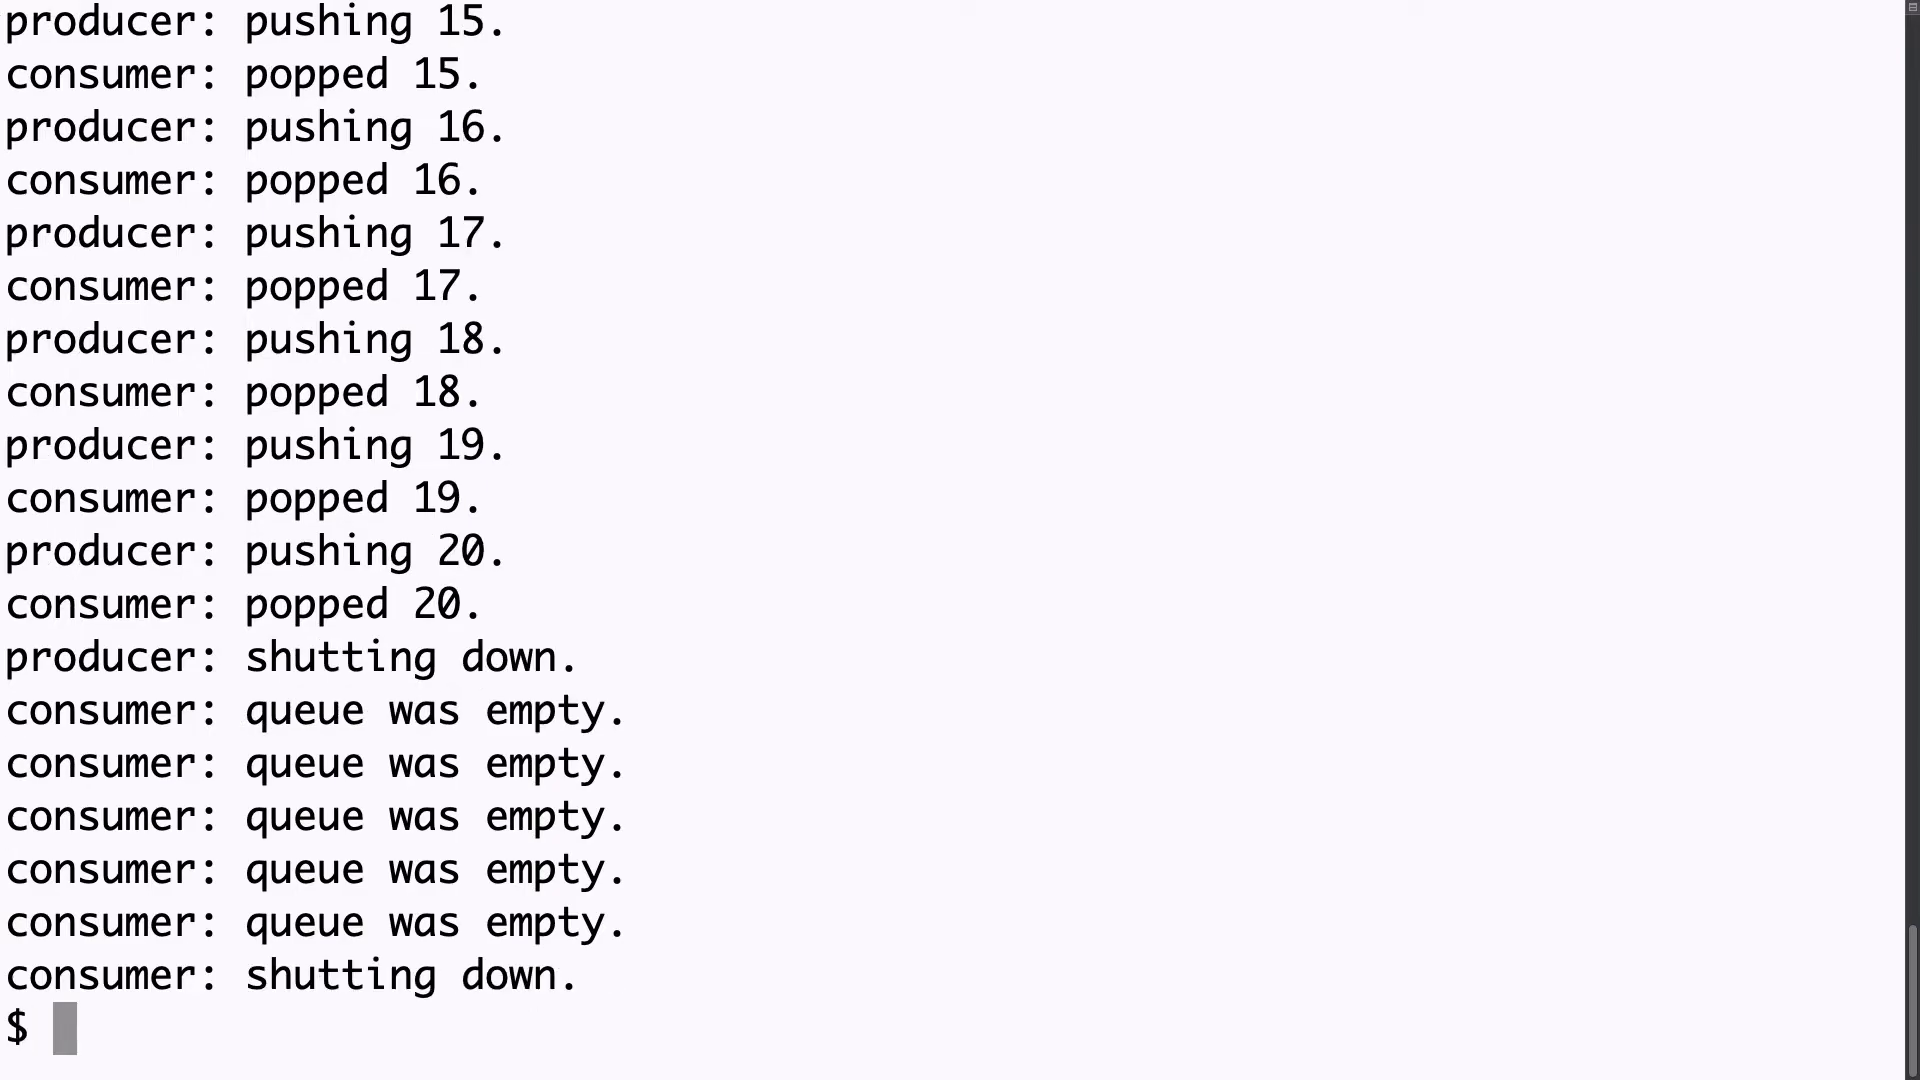 producer: pushing 15.
consumer: popped 15.
producer: pushing 16.
consumer: popped 16.
producer: pushing 17.
consumer: popped 17.
producer: pushing 18.
consumer: popped 18.
producer: pushing 19.
consumer: popped 19.
producer: pushing 20.
consumer: popped 20.
producer: shutting down.
consumer: queue was empty.
consumer: queue was empty.
consumer: queue was empty.
consumer: queue was empty.
consumer: queue was empty.
consumer: shutting down.
$